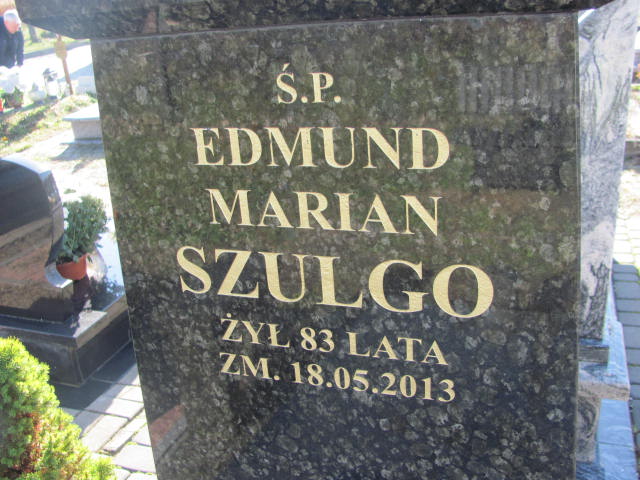 Ś.P.
EDMUND
MARIAN
SZULGO
ŻYŁ 83 LATA
ZM. 18.05.2013